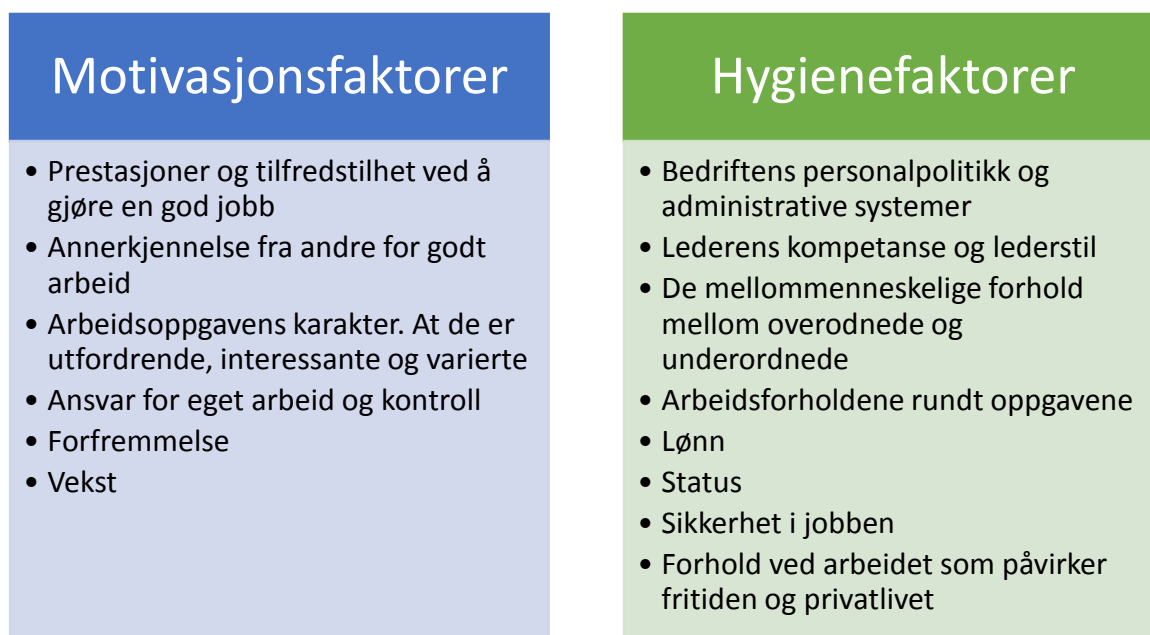 Motivasjonsfaktorer
• Prestasjoner og tilfredstilhet ved å
gjøre en god jobb
• Annerkjennelse fra andre for godt
arbeid
• Arbeidsoppgavens karakter. At de er
utfordrende, interessante og varierte
• Ansvar for eget arbeid og kontroll
• Forfremmelse
• Vekst
Hygienefaktorer
• Bedriftens personalpolitikk og
administrative systemer
• Lederens kompetanse og lederstil
• De mellommenneskelige forhold
mellom overodnede og
underordnede
• Arbeidsforholdene rundt oppgavene
• Lønn
• Status
• Sikkerhet i jobben
• Forhold ved arbeidet som påvirker
fritiden og privatlivet